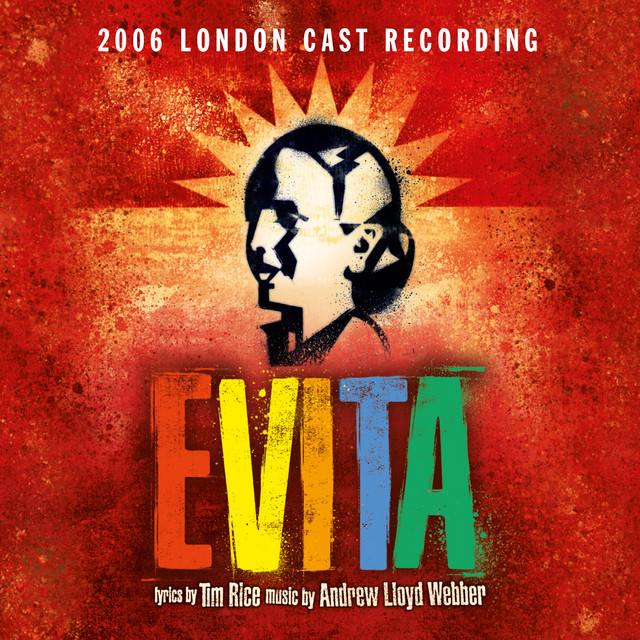 2006 LONDON CAST RECORDING
EVITA
lyrics by Tim Rice music by Andrew Lloyd Webber